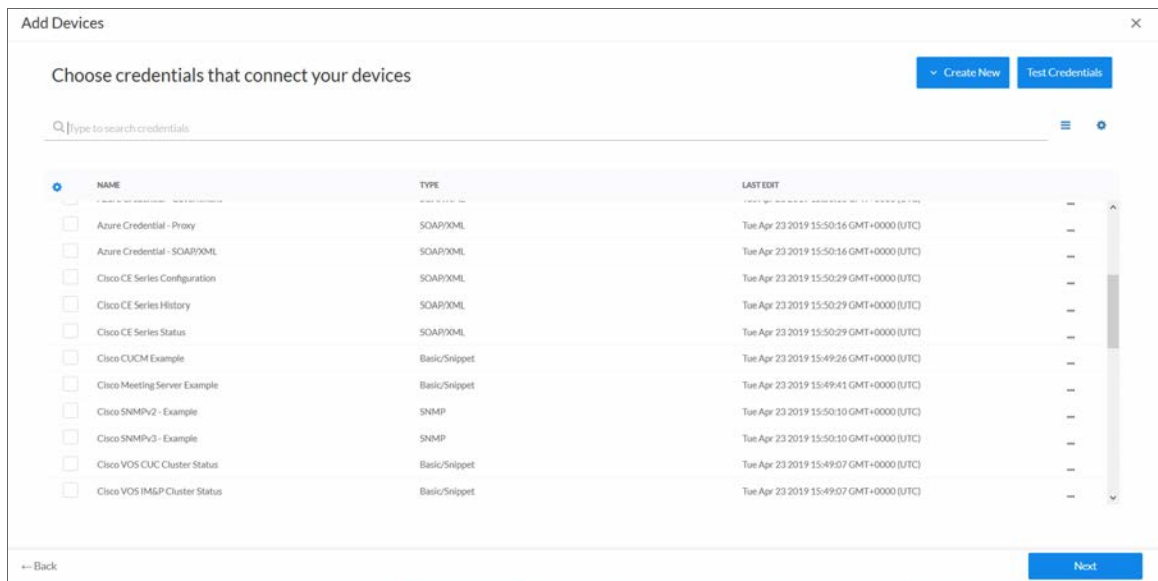 Add Devices
Choose credentials that connect your devices
Create New
Test Credentials
Type to search credentials
NAME TYPE LAST EDIT
Azure Credential - Proxy SOAP/XML Tue Apr 23 2019 15:50:16 GMT+0000 (UTC)
Azure Credential - SOAP/XML SOAP/XML Tue Apr 23 2019 15:50:16 GMT+0000 (UTC)
Cisco CE Series Configuration SOAP/XML Tue Apr 23 2019 15:50:29 GMT+0000 (UTC)
Cisco CE Series History SOAP/XML Tue Apr 23 2019 15:50:29 GMT+0000 (UTC)
Cisco CE Series Status SOAP/XML Tue Apr 23 2019 15:50:29 GMT+0000 (UTC)
Cisco CUCM Example Basic/Snippet Tue Apr 23 2019 15:49:26 GMT+0000 (UTC)
Cisco Meeting Server Example Basic/Snippet Tue Apr 23 2019 15:49:41 GMT+0000 (UTC)
Cisco SNMPv2 - Example SNMP Tue Apr 23 2019 15:50:10 GMT+0000 (UTC)
Cisco SNMPv3 - Example SNMP Tue Apr 23 2019 15:50:10 GMT+0000 (UTC)
Cisco VOS CUC Cluster Status Basic/Snippet Tue Apr 23 2019 15:49:07 GMT+0000 (UTC)
Cisco VOS IM&P Cluster Status Basic/Snippet Tue Apr 23 2019 15:49:07 GMT+0000 (UTC)
←Back
Next